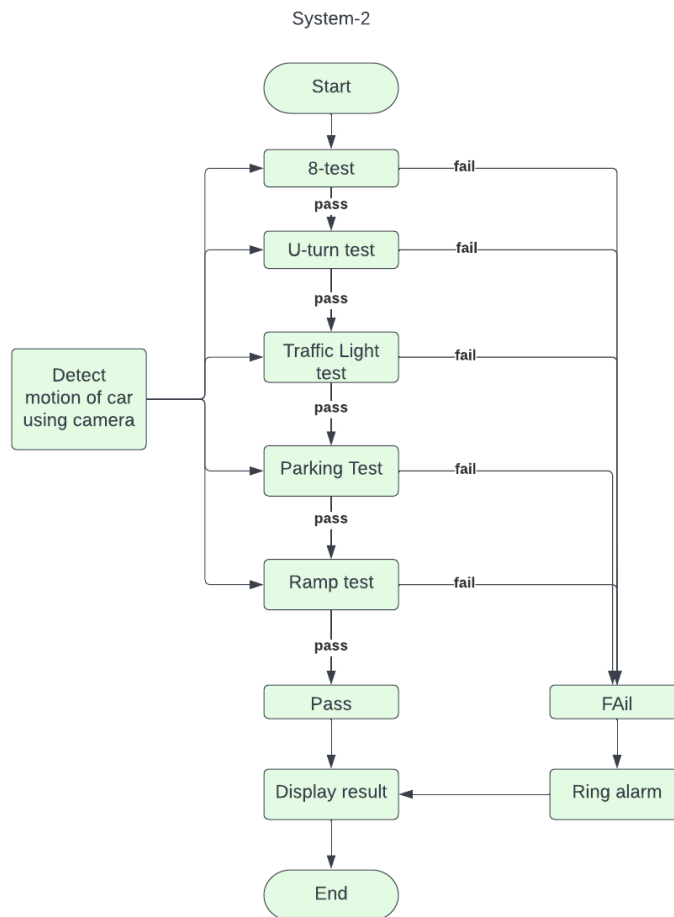 System-2
Start
8-test
fail
pass
U-turn test
fail
pass
Traffic Light
test
fail
Detect
motion of car
using camera
pass
Parking Test
fail
pass
Ramp test
fail
pass
Pass
FAil
Display result
Ring alarm
End